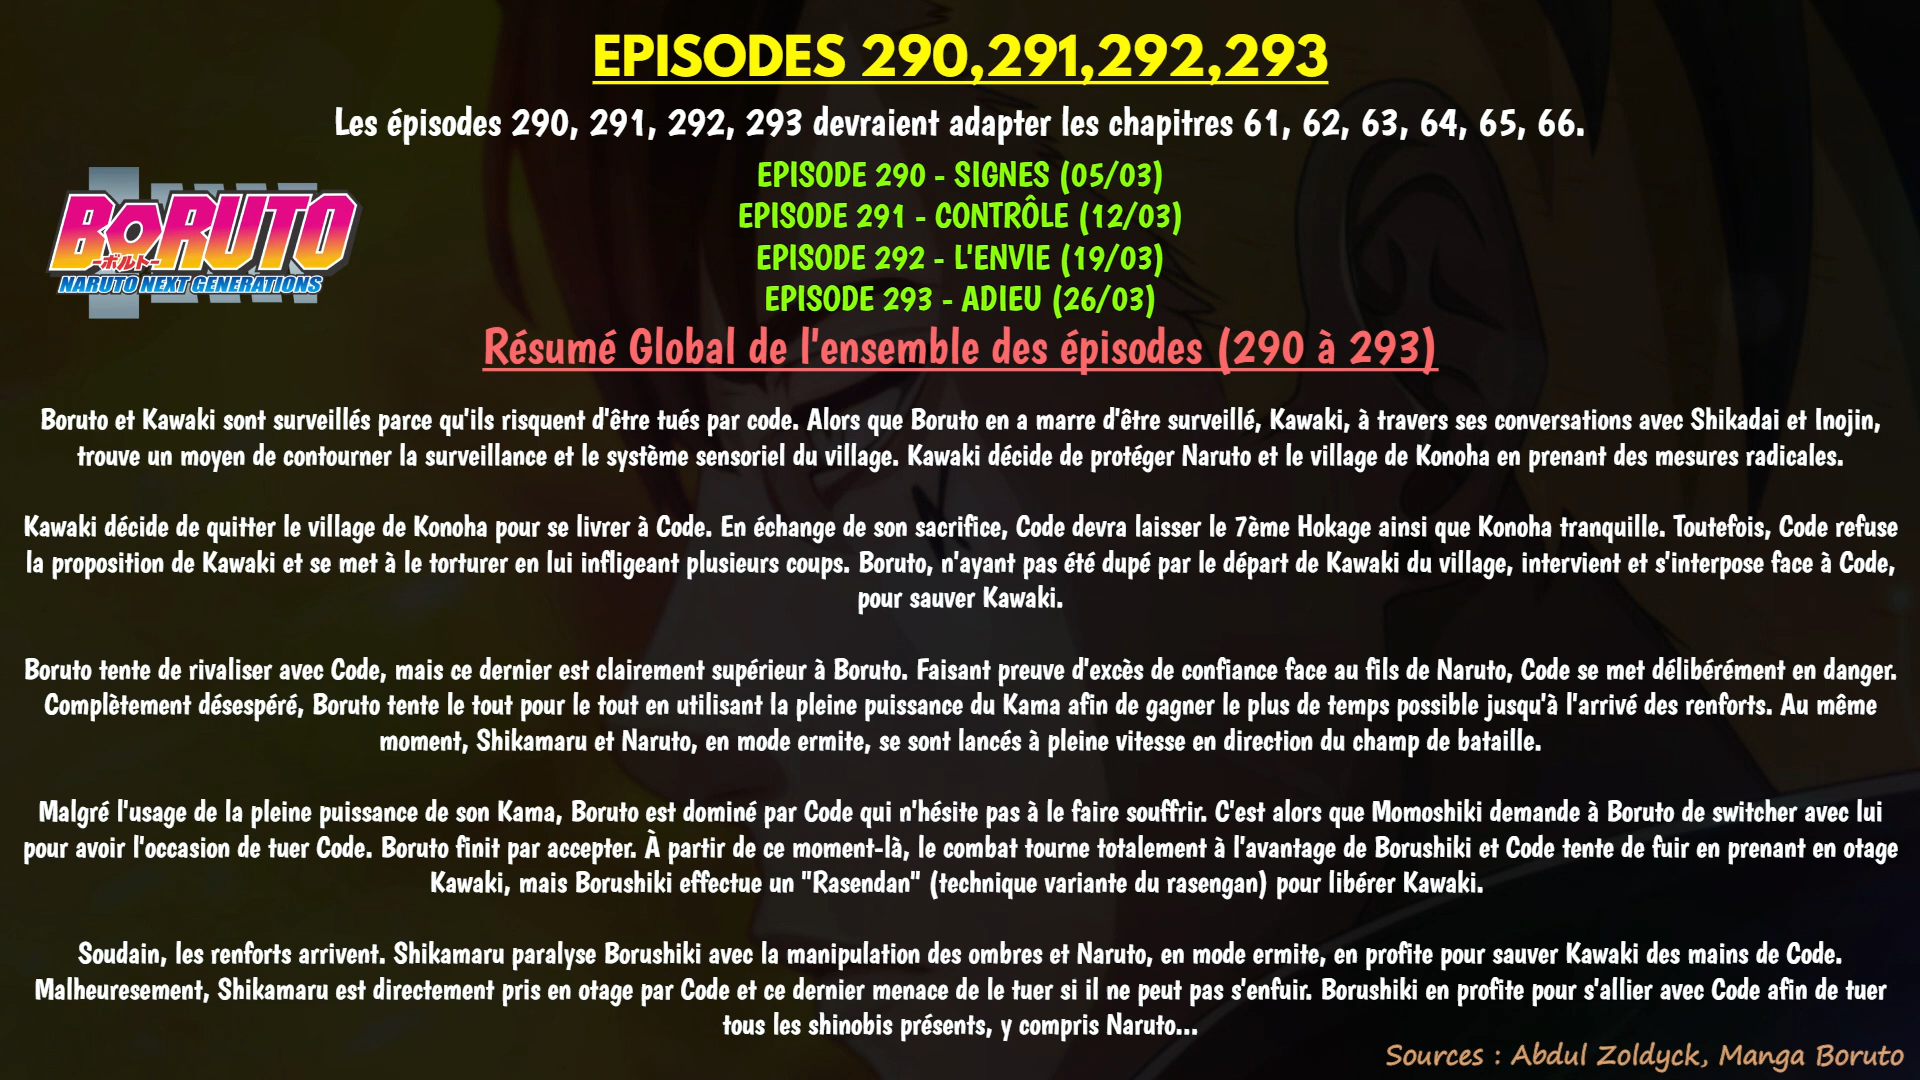 EPISODES 290,291,292,293
Les épisodes 290, 291, 292, 293 devraient adapter les chapitres 61, 62, 63, 64, 65, 66.
EPISODE 290 - SIGNES (05/03)
EPISODE 291 - CONTRÔLE (12/03)
EPISODE 292 - L'ENVIE (19/03)
EPISODE 293 - ADIEU (26/03)
BORUTO
-ボルト-
NARUTO NEXT GENERATIONS
Résumé Global de l'ensemble des épisodes (290 à 293)
Boruto et Kawaki sont surveillés parce qu'ils risquent d'être tués par code. Alors que Boruto en a marre d'être surveillé, Kawaki, à travers ses conversations avec Shikadai et Inojin,
trouve un moyen de contourner la surveillance et le système sensoriel du village. Kawaki décide de protéger Naruto et le village de Konoha en prenant des mesures radicales.
Kawaki décide de quitter le village de Konoha pour se livrer à Code. En échange de son sacrifice, Code devra laisser le 7ème Hokage ainsi que Konoha tranquille. Toutefois, Code refuse
la proposition de Kawaki et se met à le torturer en lui infligeant plusieurs coups. Boruto, n'ayant pas été dupé par le départ de Kawaki du village, intervient et s'interpose face à Code,
pour sauver Kawaki.
Boruto tente de rivaliser avec Code, mais ce dernier est clairement supérieur à Boruto. Faisant preuve d'excès de confiance face au fils de Naruto, Code se met délibérément en danger.
Complètement désespéré, Boruto tente le tout pour le tout en utilisant la pleine puissance du Kama afin de gagner le plus de temps possible jusqu'à l'arrivé des renforts. Au même
moment, Shikamaru et Naruto, en mode ermite, se sont lancés à pleine vitesse en direction du champ de bataille.
Malgré l'usage de la pleine puissance de son Kama, Boruto est dominé par Code qui n'hésite pas à le faire souffrir. C'est alors que Momoshiki demande à Boruto de switcher avec lui
pour avoir l'occasion de tuer Code. Boruto finit par accepter. À partir de ce moment-là, le combat tourne totalement à l'avantage de Borushiki et Code tente de fuir en prenant en otage
Kawaki, mais Borushiki effectue un "Rasendan" (technique variante du rasengan) pour libérer Kawaki.
Soudain, les renforts arrivent. Shikamaru paralyse Borushiki avec la manipulation des ombres et Naruto, en mode ermite, en profite pour sauver Kawaki des mains de Code.
Malheuresement, Shikamaru est directement pris en otage par Code et ce dernier menace de le tuer si il ne peut pas s'enfuir. Borushiki en profite pour s'allier avec Code afin de tuer
tous les shinobis présents, y compris Naruto...
Sources : Abdul Zoldyck, Manga Boruto